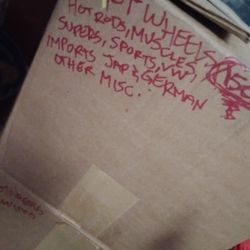 HOT WHEELS
HOT RODS, MUSCLES,
SUPERS, SPORTS, VW,
IMPORTS JAP & GERMAN
OTHER MISC.